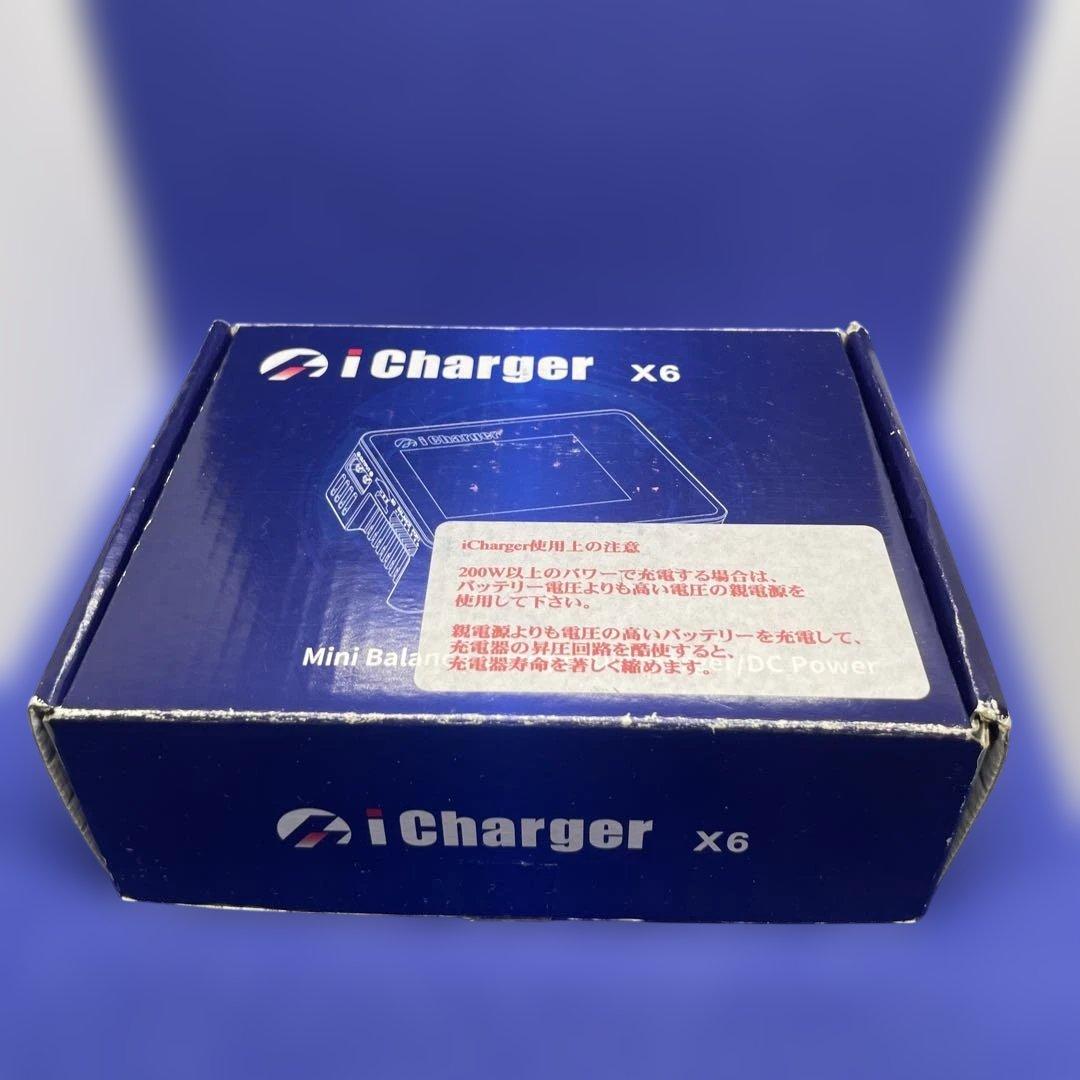 i Charger X6
i Charger
iCharger使用上の注意
200W以上のパワーで充電する場合は、
バッテリー電圧よりも高い電圧の親電源を
使用して下さい。
親電源よりも電圧の高いバッテリーを充電して、
充電器の昇圧回路を酷使すると、
充電器寿命を著しく縮めます。
Mini /DC Power
i Charger X6